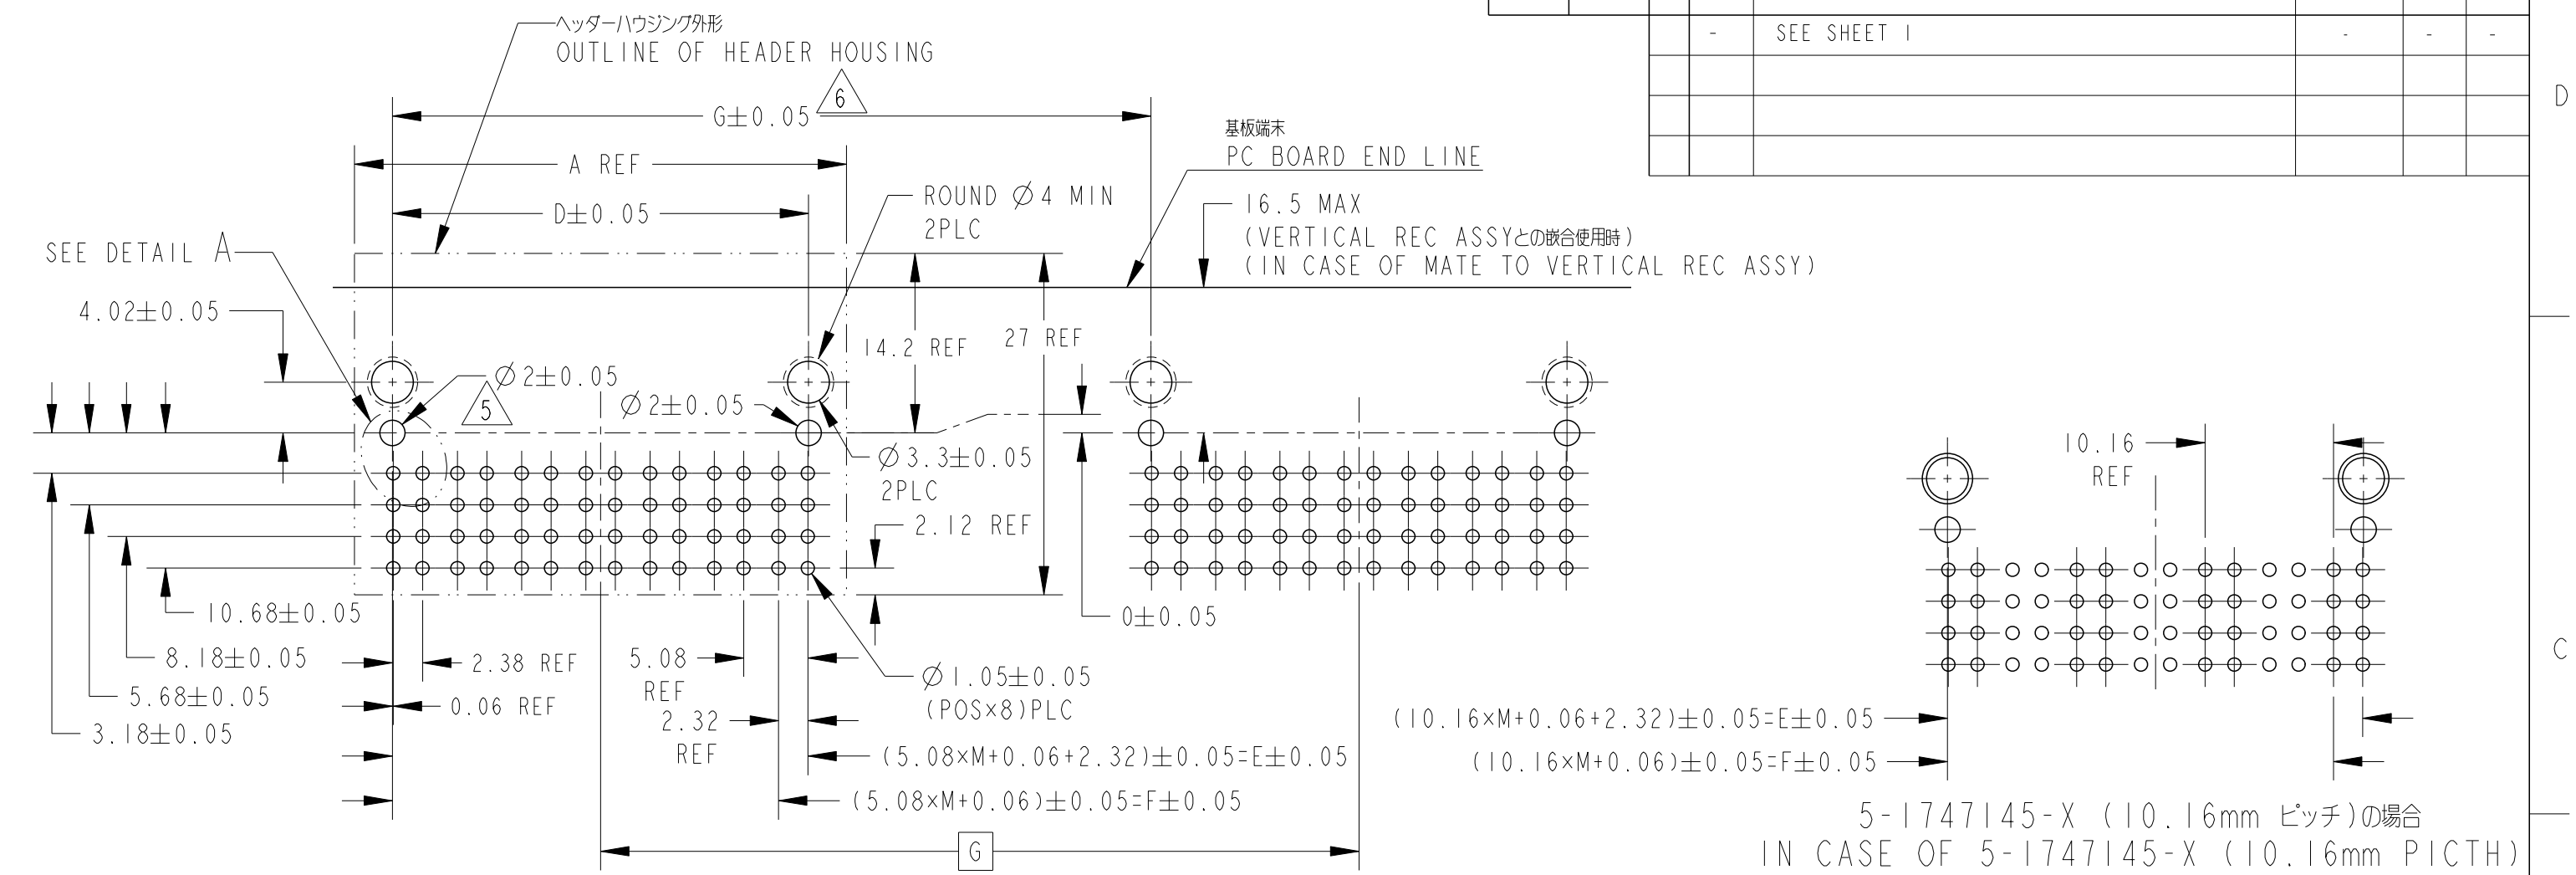 ヘッダーハウジング外形
OUTLINE OF HEADER HOUSING
- SEE SHEET 1 - - -
D
6
G±0.05
基板端末
PC BOARD END LINE
A REF
ROUND Ø4 MIN
2PLC
D±0.05
16.5 MAX
(VERTICAL REC ASSYとの嵌合使用時)
(IN CASE OF MATE TO VERTICAL REC ASSY)
SEE DETAIL A
4.02±0.05
14.2 REF
27 REF
Ø2±0.05
5
Ø2±0.05
Ø3.3±0.05
2PLC
10.16
REF
2.12 REF
10.68±0.05
0±0.05
8.18±0.05
2.38 REF
5.08
REF
Ø1.05±0.05
(POS×8)PLC
C
5.68±0.05
0.06 REF
2.32
REF
3.18±0.05
(10.16×M+0.06+2.32)±0.05=E±0.05
(5.08×M+0.06+2.32)±0.05=E±0.05
(10.16×M+0.06)±0.05=F±0.05
(5.08×M+0.06)±0.05=F±0.05
G
5-1747145-X (10.16mm ピッチ)の場合
IN CASE OF 5-1747145-X (10.16mm PICTH)